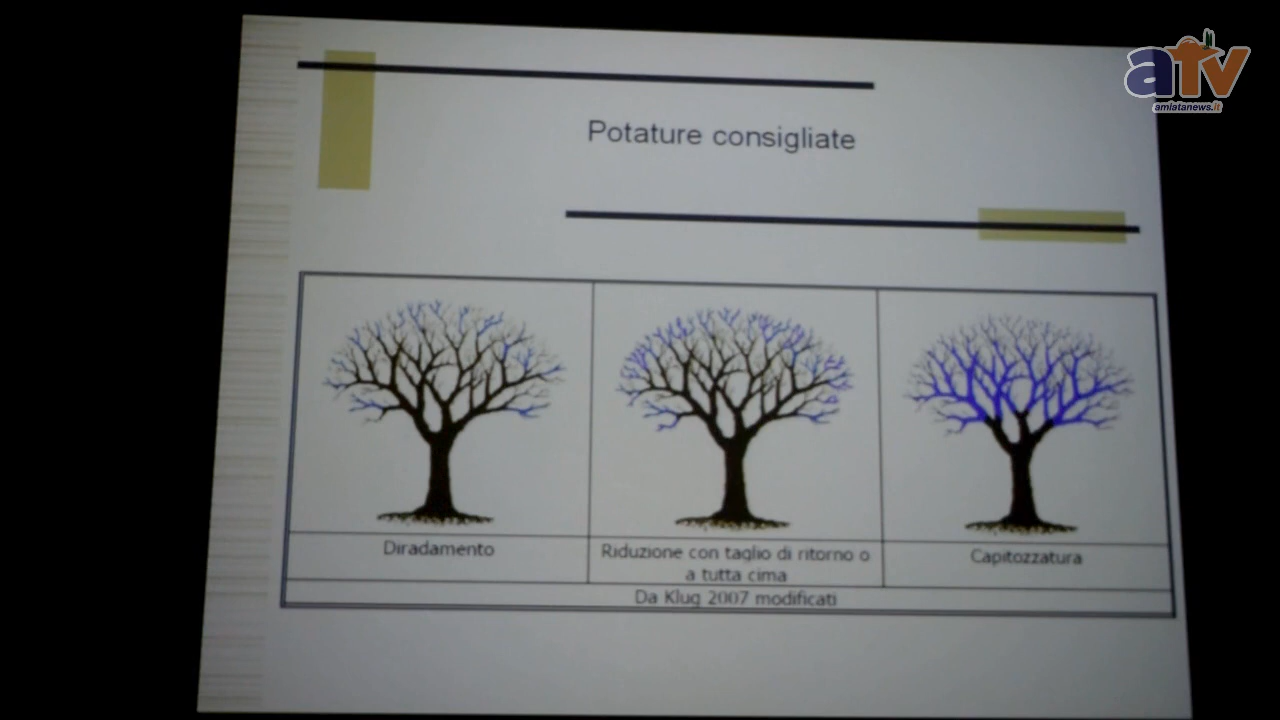 aTv
amiatanews.it
Potature consigliate
Diradamento
Riduzione con taglio di ritorno o
a tutta cima
Capitozzatura
Da Klug 2007 modificati